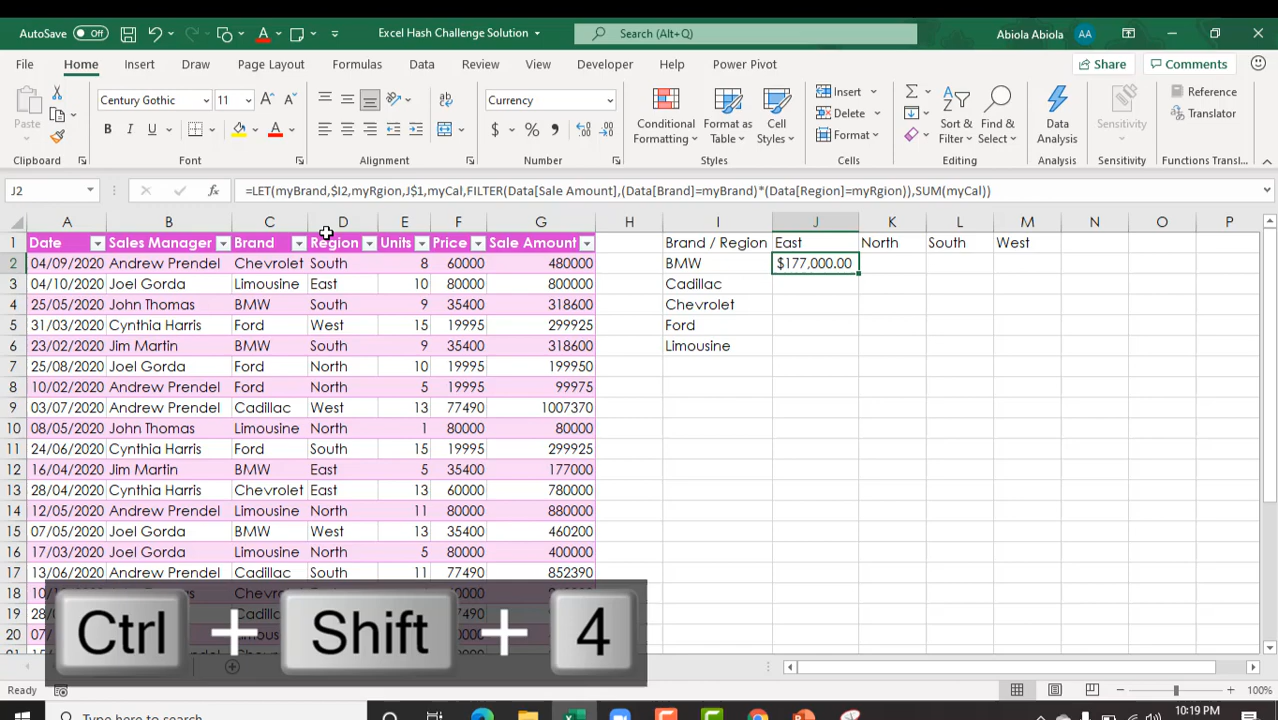 AutoSave Off Excel Hash Challenge Solution Search (Alt+Q) Abiola Abiola AA
File Home Insert Draw Page Layout Formulas Data Review View Developer Help Power Pivot Share Comments
Paste Century Gothic 11 Currency Conditional Formatting Format as Table Cell Styles Insert Delete Format Sort & Filter Find & Select Data Analysis Sensitivity Reference Translator
Clipboard Font Alignment Number Styles Cells Editing Analysis Sensitivity Functions Transl
J2 =LET(myBrand,$I2,myRgion,J$1,myCal,FILTER(Data[Sale Amount],(Data[Brand]=myBrand)*(Data[Region]=myRgion)),SUM(myCal))
A B C D E F G H I J K L M N O P
1 Date Sales Manager Brand Region Units Price Sale Amount Brand / Region East North South West
2 04/09/2020 Andrew Prendel Chevrolet South 8 60000 480000 BMW $177,000.00
3 04/10/2020 Joel Gorda Limousine East 10 80000 800000 Cadillac
4 25/05/2020 John Thomas BMW South 9 35400 318600 Chevrolet
5 31/03/2020 Cynthia Harris Ford West 15 19995 299925 Ford
6 23/02/2020 Jim Martin BMW South 9 35400 318600 Limousine
7 25/08/2020 Joel Gorda Ford North 10 19995 199950
8 10/02/2020 Andrew Prendel Ford North 5 19995 99975
9 03/07/2020 Andrew Prendel Cadillac West 13 77490 1007370
10 08/05/2020 John Thomas Limousine North 1 80000 80000
11 24/06/2020 Cynthia Harris Ford South 15 19995 299925
12 16/04/2020 Jim Martin BMW East 5 35400 177000
13 28/04/2020 Cynthia Harris Chevrolet East 13 60000 780000
14 12/05/2020 Andrew Prendel Limousine North 11 80000 880000
15 07/05/2020 Joel Gorda BMW West 13 35400 460200
16 17/03/2020 Joel Gorda Limousine North 5 80000 400000
17 13/06/2020 Andrew Prendel Cadillac South 11 77490 852390
18
19
20
Ctrl + Shift + 4
Ready 100%
Type here to search 10:19 PM